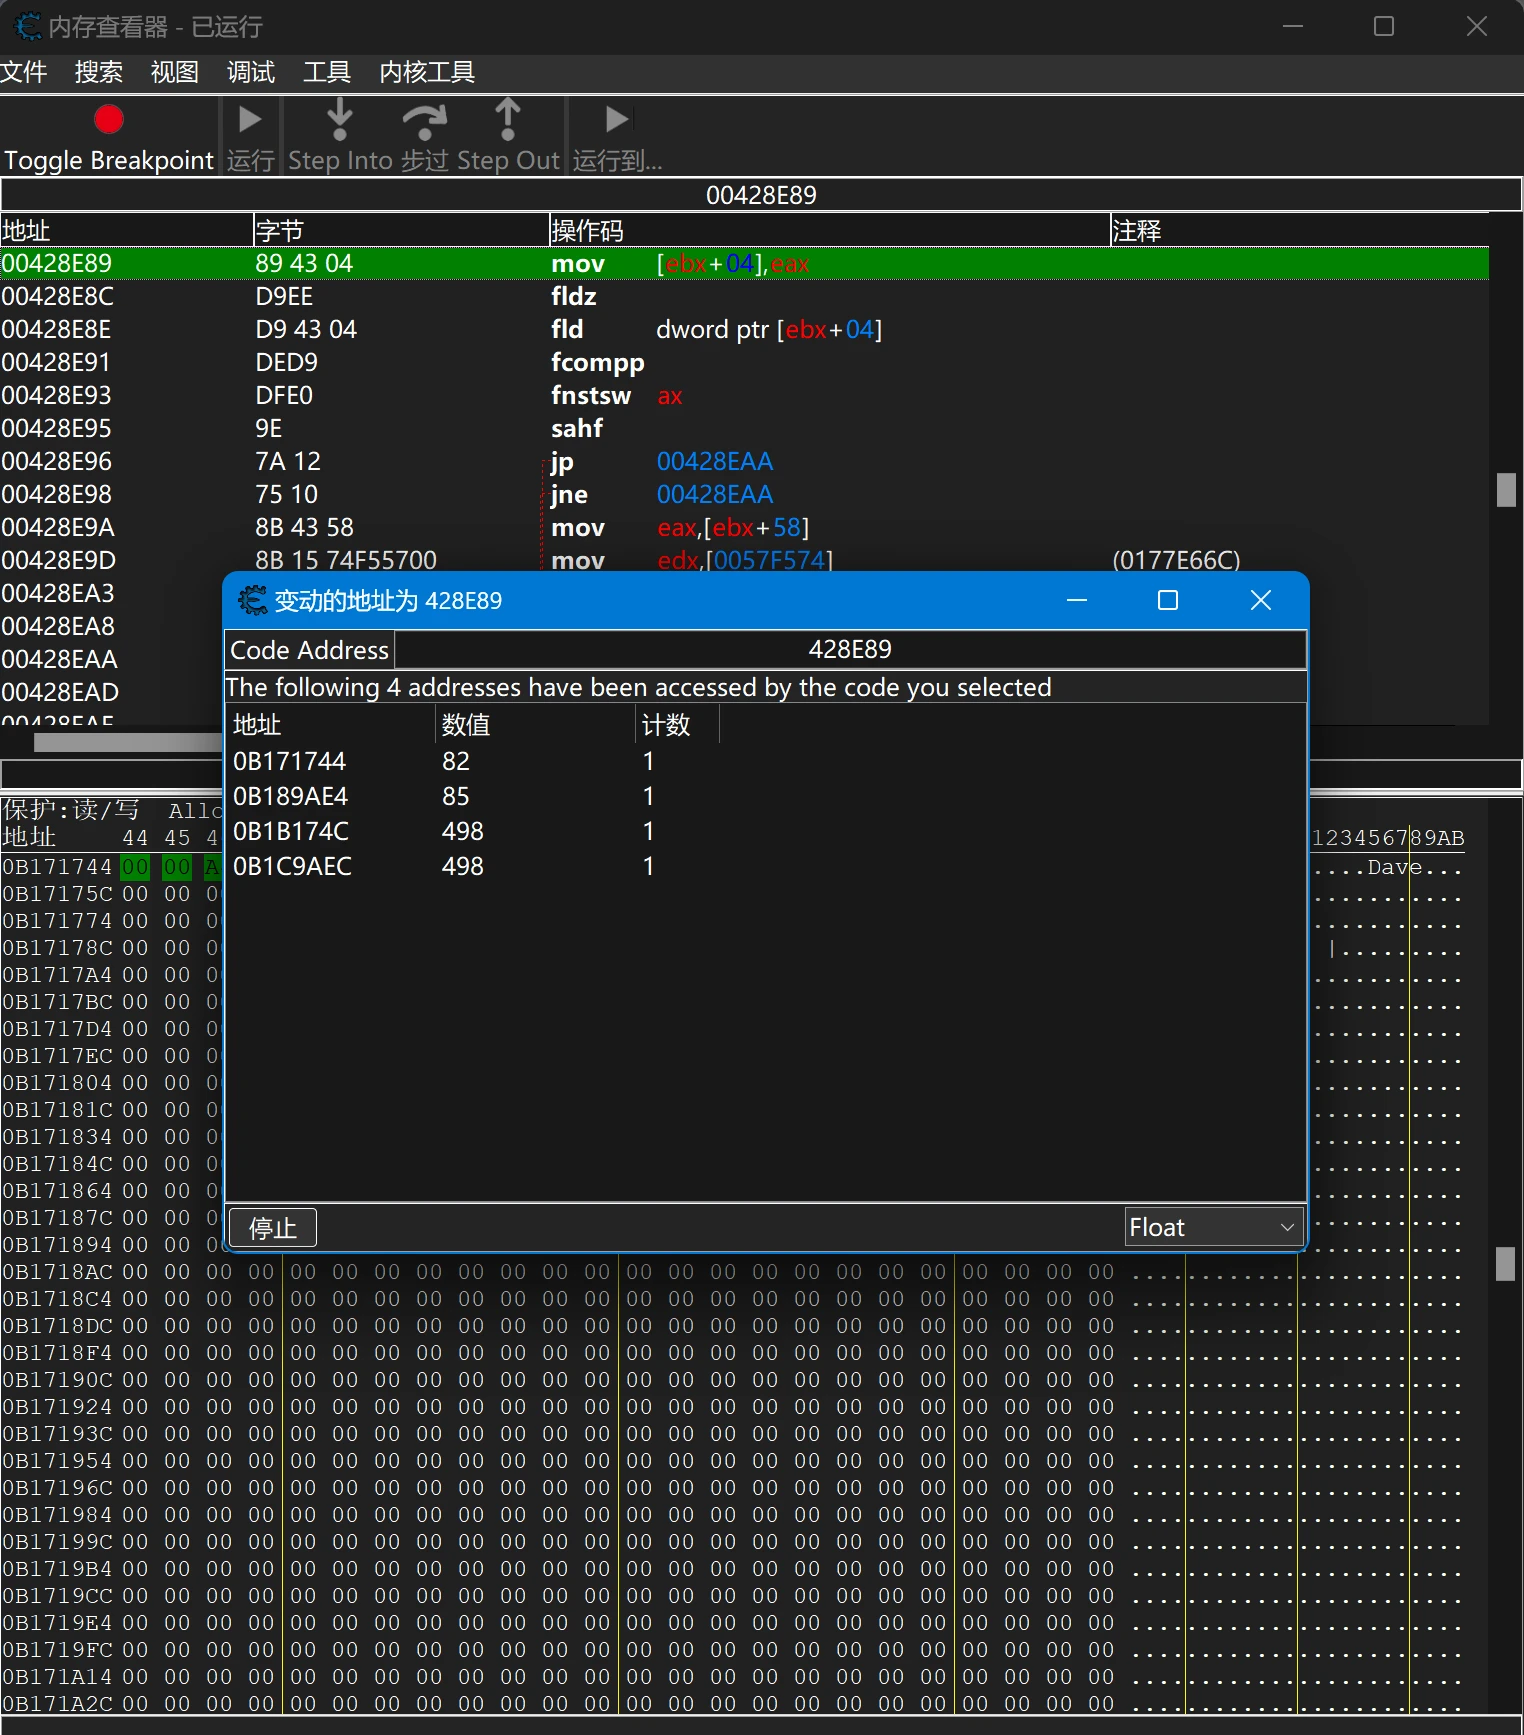 内存查看器 - 已运行
文件 搜索 视图 调试 工具 内核工具
Toggle Breakpoint 运行 Step Into 步过 Step Out 运行到...
00428E89
地址 字节 操作码 注释
00428E89 89 43 04 mov [ebx+04],eax
00428E8C D9EE fldz
00428E8E D9 43 04 fld dword ptr [ebx+04]
00428E91 DED9 fcompp
00428E93 DFE0 fnstsw ax
00428E95 9E sahf
00428E96 7A 12 jp 00428EAA
00428E98 75 10 jne 00428EAA
00428E9A 8B 43 58 mov eax,[ebx+58]
00428E9D 8B 15 74F55700 mov edx,[0057F574] (0177E66C)
00428EA3
00428EA8
00428EAA
00428EAD
00428EAF
变动的地址为 428E89
Code Address 428E89
The following 4 addresses have been accessed by the code you selected
地址 数值 计数
0B171744 82 1
0B189AE4 85 1
0B1B174C 498 1
0B1C9AEC 498 1
停止 Float
保护:读/写 Allo
地址 44 45 4 123456789AB
0B171744 00 00 A ....Dave...
0B17175C 00 00 0 ...........
0B171774 00 00 0 ...........
0B17178C 00 00 0 |.........
0B1717A4 00 00 0 ...........
0B1717BC 00 00 0 ...........
0B1717D4 00 00 0 ...........
0B1717EC 00 00 0 ...........
0B171804 00 00 0 ...........
0B17181C 00 00 0 ...........
0B171834 00 00 0 ...........
0B17184C 00 00 0 ...........
0B171864 00 00 0 ...........
0B17187C 00 00 0 ...........
0B171894 00 00 0 ...........
0B1718AC 00 00 00 00 00 00 00 00 00 00 00 00 00 00 00 00 00 00 00 00 00 00 00 00 ........................
0B1718C4 00 00 00 00 00 00 00 00 00 00 00 00 00 00 00 00 00 00 00 00 00 00 00 00 ........................
0B1718DC 00 00 00 00 00 00 00 00 00 00 00 00 00 00 00 00 00 00 00 00 00 00 00 00 ........................
0B1718F4 00 00 00 00 00 00 00 00 00 00 00 00 00 00 00 00 00 00 00 00 00 00 00 00 ........................
0B17190C 00 00 00 00 00 00 00 00 00 00 00 00 00 00 00 00 00 00 00 00 00 00 00 00 ........................
0B171924 00 00 00 00 00 00 00 00 00 00 00 00 00 00 00 00 00 00 00 00 00 00 00 00 ........................
0B17193C 00 00 00 00 00 00 00 00 00 00 00 00 00 00 00 00 00 00 00 00 00 00 00 00 ........................
0B171954 00 00 00 00 00 00 00 00 00 00 00 00 00 00 00 00 00 00 00 00 00 00 00 00 ........................
0B17196C 00 00 00 00 00 00 00 00 00 00 00 00 00 00 00 00 00 00 00 00 00 00 00 00 ........................
0B171984 00 00 00 00 00 00 00 00 00 00 00 00 00 00 00 00 00 00 00 00 00 00 00 00 ........................
0B17199C 00 00 00 00 00 00 00 00 00 00 00 00 00 00 00 00 00 00 00 00 00 00 00 00 ........................
0B1719B4 00 00 00 00 00 00 00 00 00 00 00 00 00 00 00 00 00 00 00 00 00 00 00 00 ........................
0B1719CC 00 00 00 00 00 00 00 00 00 00 00 00 00 00 00 00 00 00 00 00 00 00 00 00 ........................
0B1719E4 00 00 00 00 00 00 00 00 00 00 00 00 00 00 00 00 00 00 00 00 00 00 00 00 ........................
0B1719FC 00 00 00 00 00 00 00 00 00 00 00 00 00 00 00 00 00 00 00 00 00 00 00 00 ........................
0B171A14 00 00 00 00 00 00 00 00 00 00 00 00 00 00 00 00 00 00 00 00 00 00 00 00 ........................
0B171A2C 00 00 00 00 00 00 00 00 00 00 00 00 00 00 00 00 00 00 00 00 00 00 00 00 ........................